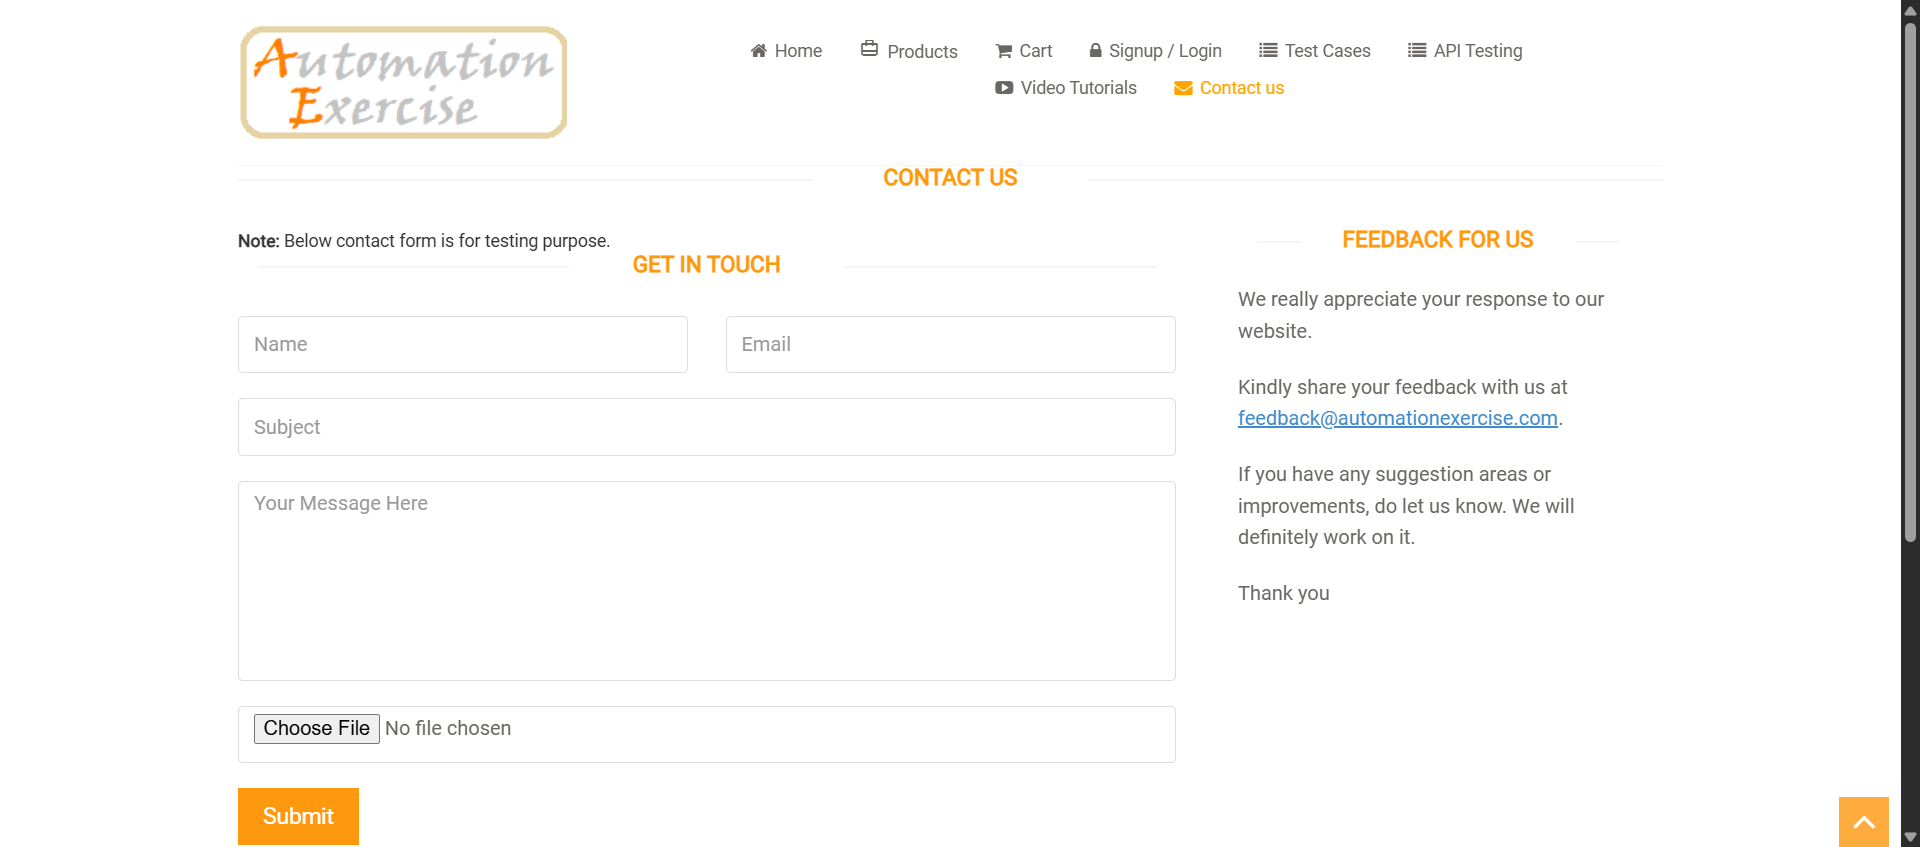 Automation
Exercise
Home
Products
Cart
Signup / Login
Test Cases
API Testing
Video Tutorials
Contact us
CONTACT US
Note: Below contact form is for testing purpose.
GET IN TOUCH
Name
Email
Subject
Your Message Here
Choose File No file chosen
Submit
FEEDBACK FOR US
We really appreciate your response to our
website.
Kindly share your feedback with us at
feedback@automationexercise.com.
If you have any suggestion areas or
improvements, do let us know. We will
definitely work on it.
Thank you